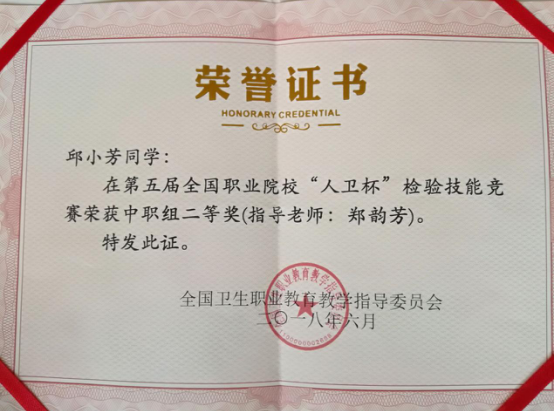 荣誉证书
HONORARY CREDENTIAL
邱小芳同学：
在第五届全国职业院校“人卫杯”检验技能竞
赛荣获中职组二等奖(指导老师：郑韵芳)。
特发此证。
全国卫生职业教育教学指导委员会
二〇一八年六月